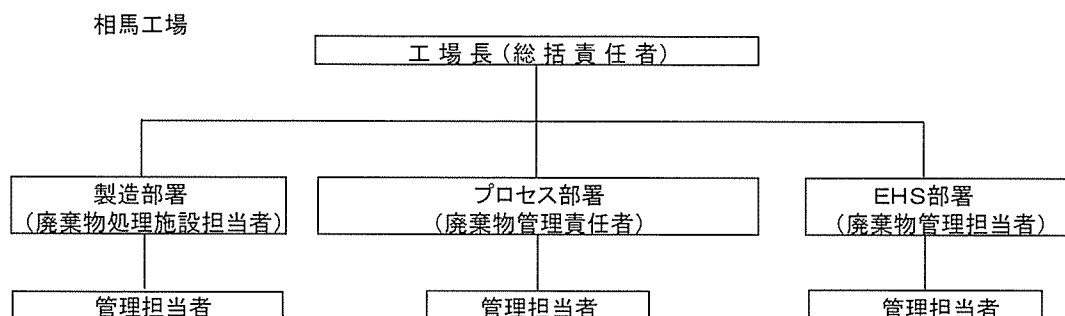 相馬工場
工 場 長 (総 括 責 任 者)
製造部署
(廃棄物処理施設担当者)
プロセス部署
(廃棄物管理責任者)
EHS部署
(廃棄物管理担当者)
管理担当者
管理担当者
管理担当者